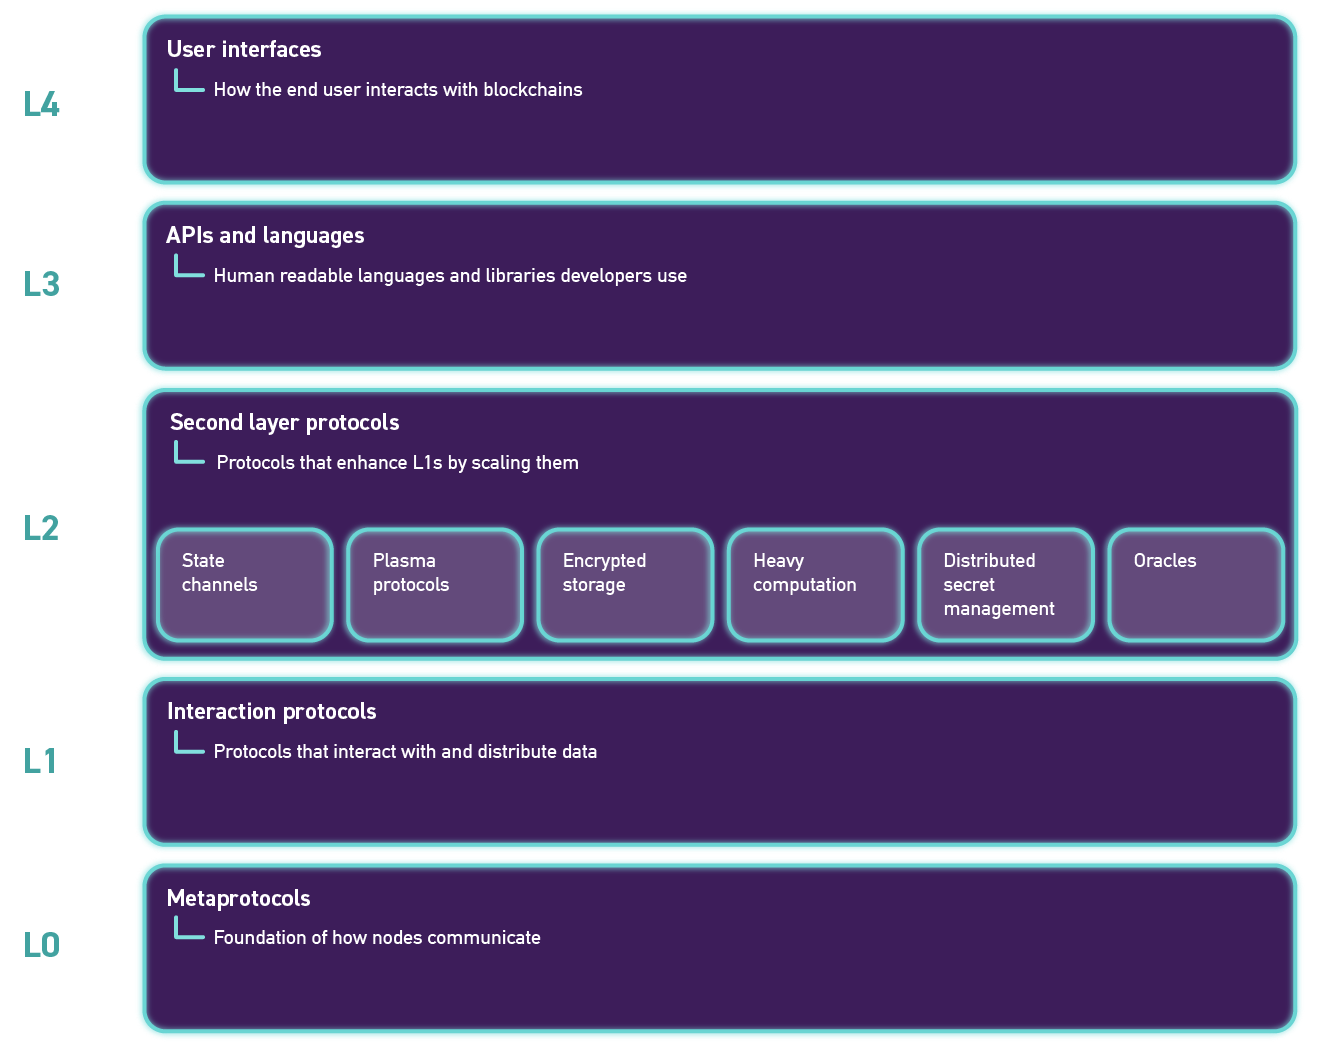 L4
User interfaces
How the end user interacts with blockchains
L3
APIs and languages
Human readable languages and libraries developers use
L2
Second layer protocols
Protocols that enhance L1s by scaling them
State
channels
Plasma
protocols
Encrypted
storage
Heavy
computation
Distributed
secret
management
Oracles
L1
Interaction protocols
Protocols that interact with and distribute data
L0
Metaprotocols
Foundation of how nodes communicate